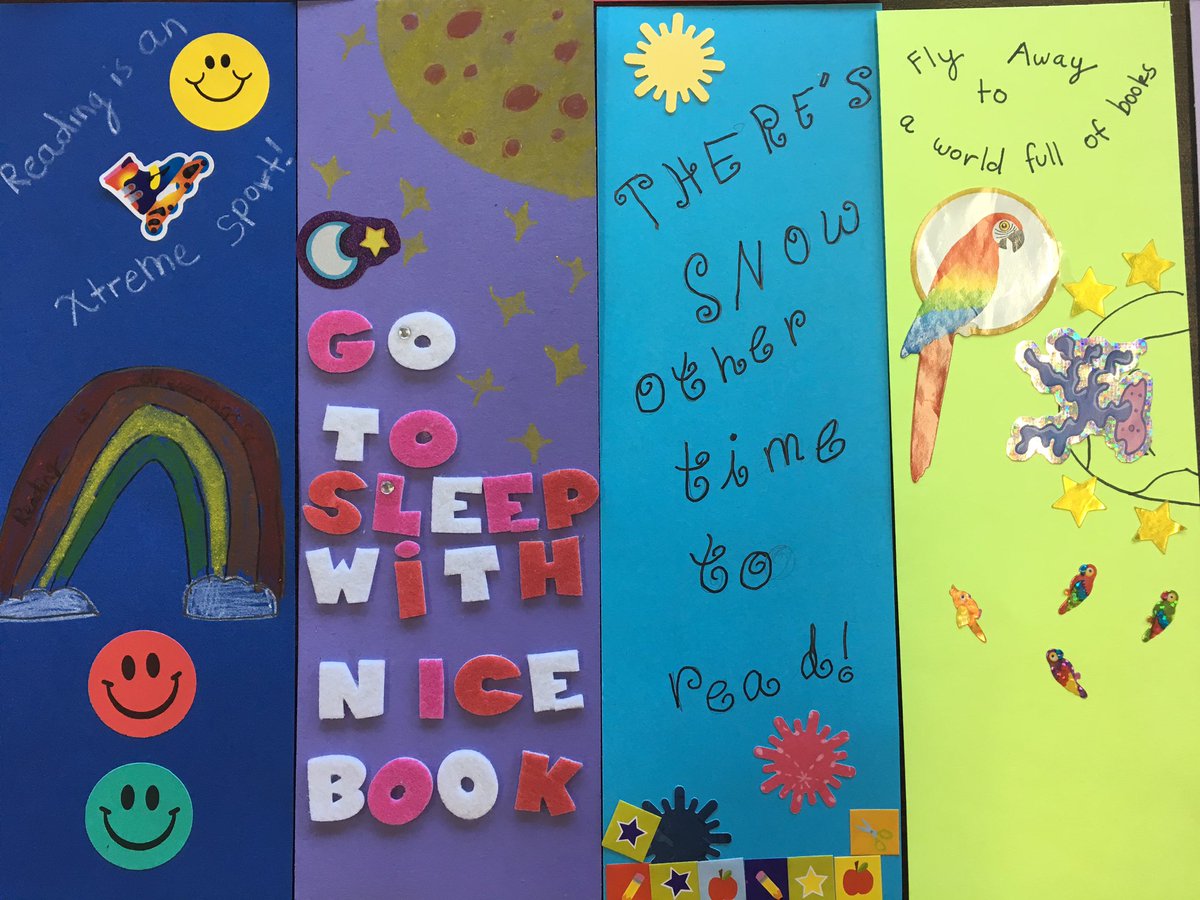 Reading is an
Xtreme Sport!
GO
TO
SLEEP
WiTH
NICE
BOOK
THERE'S
SNOW
other
time
to
read!
Fly Away
to
a world full of books